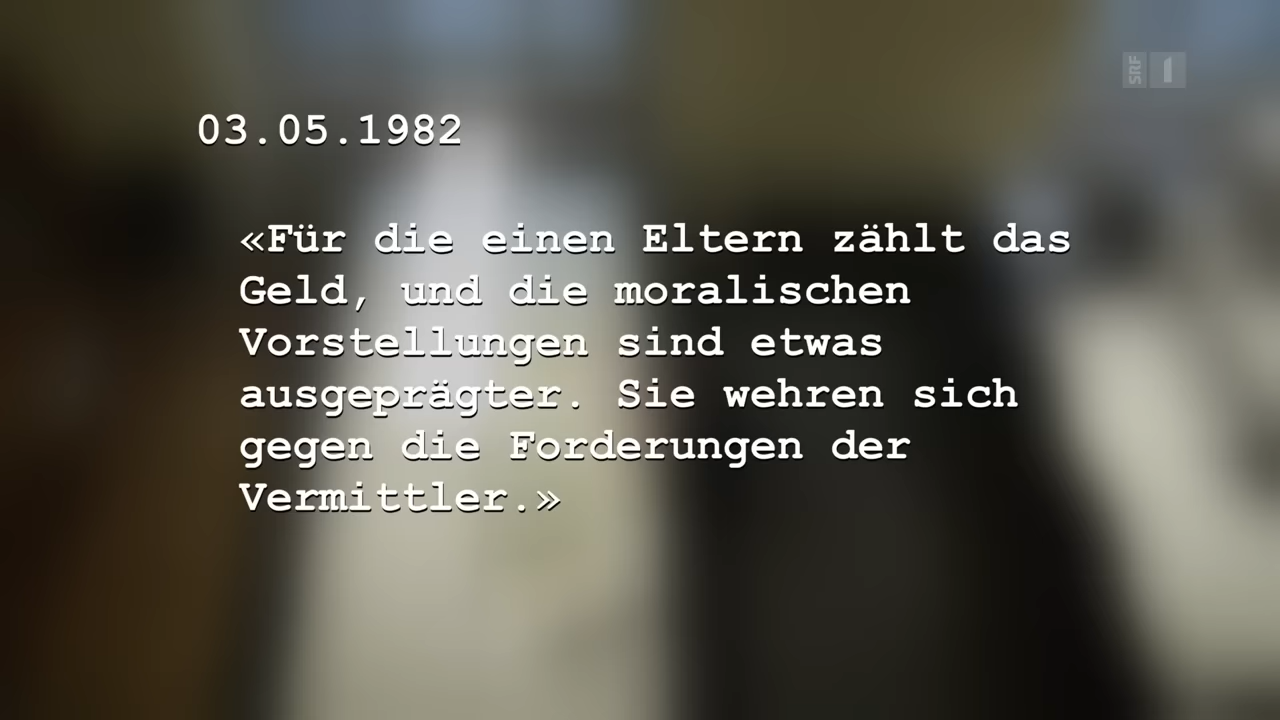 SRF 1
03.05.1982
«Für die einen Eltern zählt das
Geld, und die moralischen
Vorstellungen sind etwas
ausgeprägter. Sie wehren sich
gegen die Forderungen der
Vermittler.»